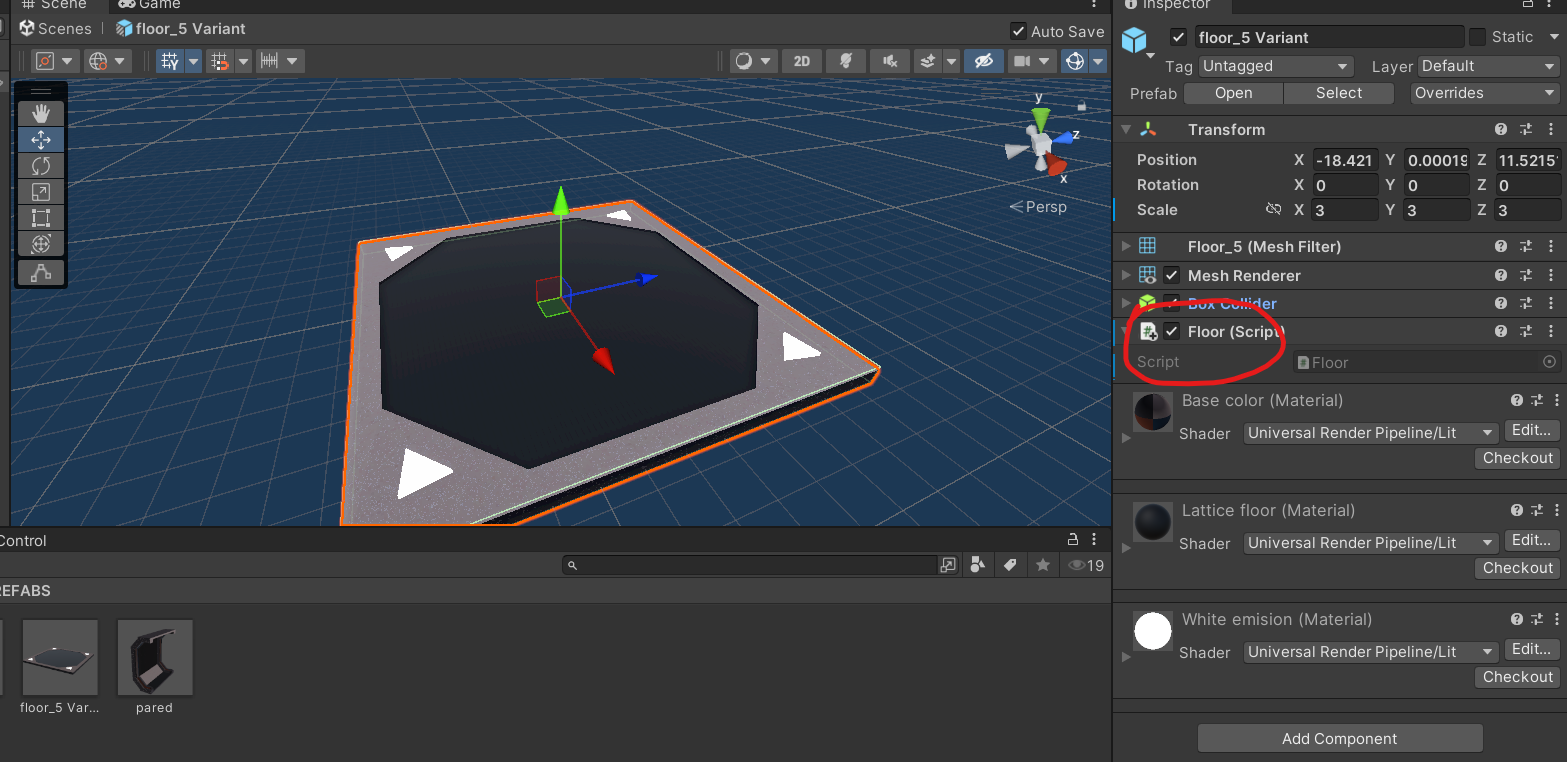 Scene Game
Inspector
Scenes floor_5 Variant
Auto Save
2D
y
z
x
Persp
floor_5 Variant Static
Tag Untagged Layer Default
Prefab Open Select Overrides
Transform
Position X -18.421 Y 0.00019 Z 11.5215
Rotation X 0 Y 0 Z 0
Scale X 3 Y 3 Z 3
Floor_5 (Mesh Filter)
Mesh Renderer
Box Collider
Floor (Script)
Script Floor
Base color (Material)
Shader Universal Render Pipeline/Lit Edit...
Checkout
Lattice floor (Material)
Shader Universal Render Pipeline/Lit Edit...
Checkout
White emision (Material)
Shader Universal Render Pipeline/Lit Edit...
Checkout
Add Component
Control
19
REFABS
floor_5 Var...
pared